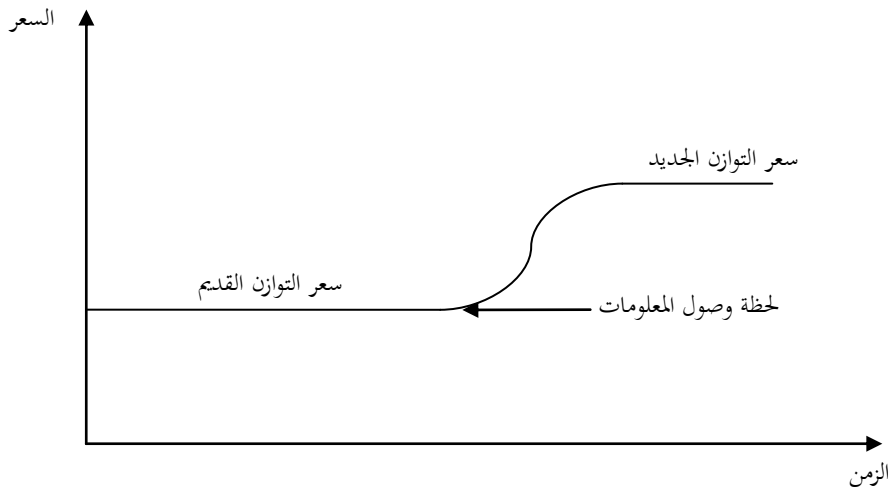 السعر
سعر التوازن الجديد
سعر التوازن القديم
لحظة وصول المعلومات
الزمن